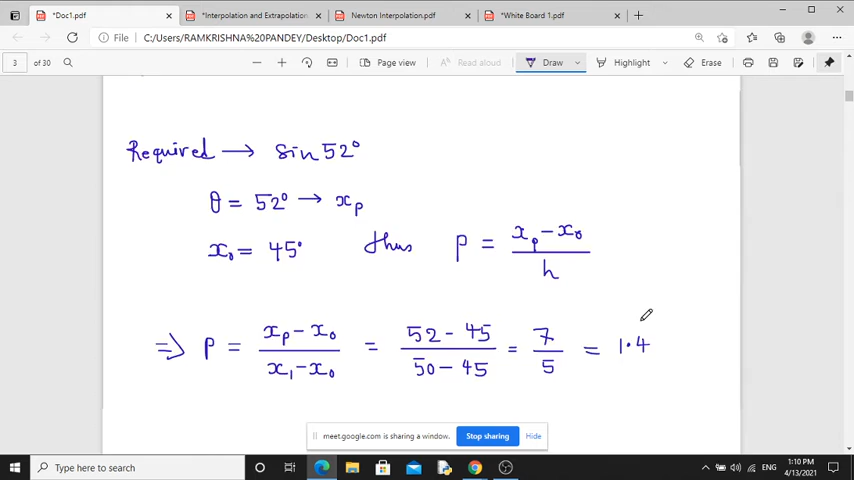 *Doc1.pdf
*Interpolation and Extrapolation
Newton Interpolation.pdf
*White Board 1.pdf
File
C:/Users/RAMKRISHNA%20PANDEY/Desktop/Doc1.pdf
3 of 30
Page view
Read aloud
Draw
Highlight
Erase
Required → sin 52°
θ = 52° → xp
x₀ = 45° thus p = (xp − x₀)/h
⇒ p = (xp − x₀)/(x₁ − x₀) = (52 − 45)/(50 − 45) = 7/5 = 1.4
meet.google.com is sharing a window.
Stop sharing
Hide
Type here to search
ENG
1:10 PM
4/13/2021